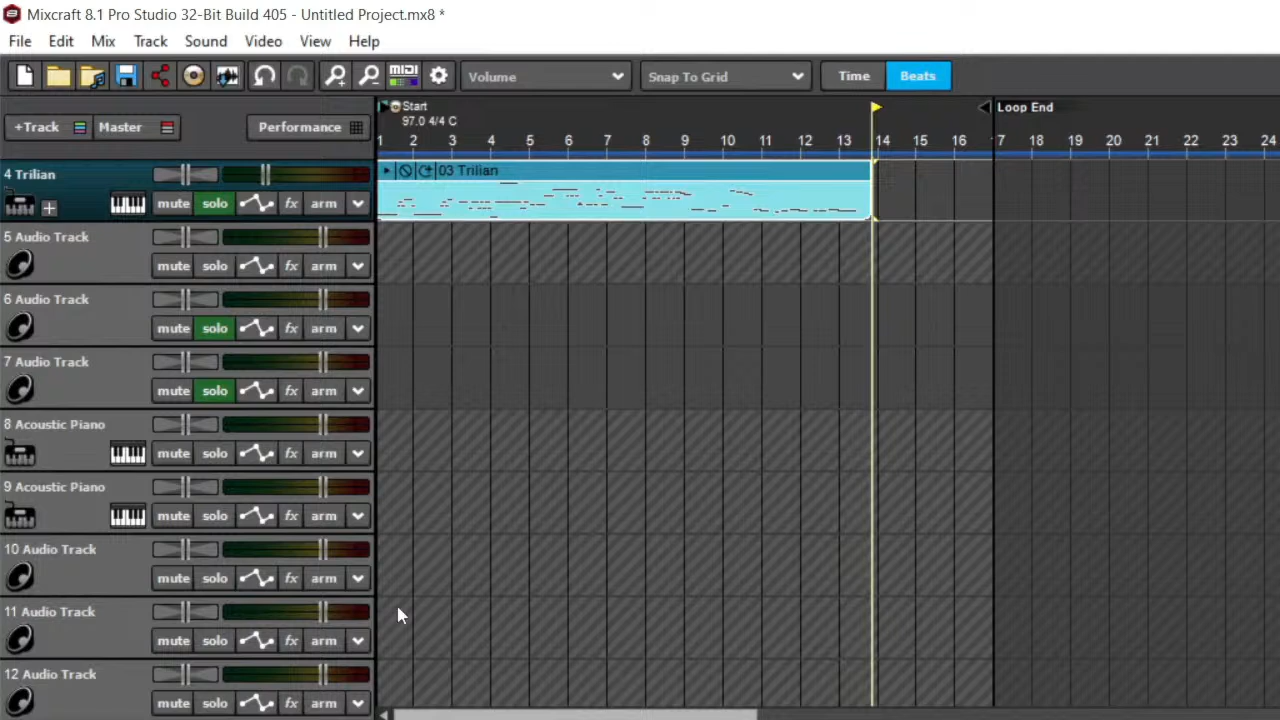 Mixcraft 8.1 Pro Studio 32-Bit Build 405 - Untitled Project.mx8 *
File Edit Mix Track Sound Video View Help
MIDI Volume Snap To Grid Time Beats
+Track Master Performance
Start Loop End
97.0 4/4 C
1 2 3 4 5 6 7 8 9 10 11 12 13 14 15 16 7 18 19 20 21 22 23 24
4 Trilian 03 Trilian
mute solo fx arm
5 Audio Track
mute solo fx arm
6 Audio Track
mute solo fx arm
7 Audio Track
mute solo fx arm
8 Acoustic Piano
mute solo fx arm
9 Acoustic Piano
mute solo fx arm
10 Audio Track
mute solo fx arm
11 Audio Track
mute solo fx arm
12 Audio Track
mute solo fx arm